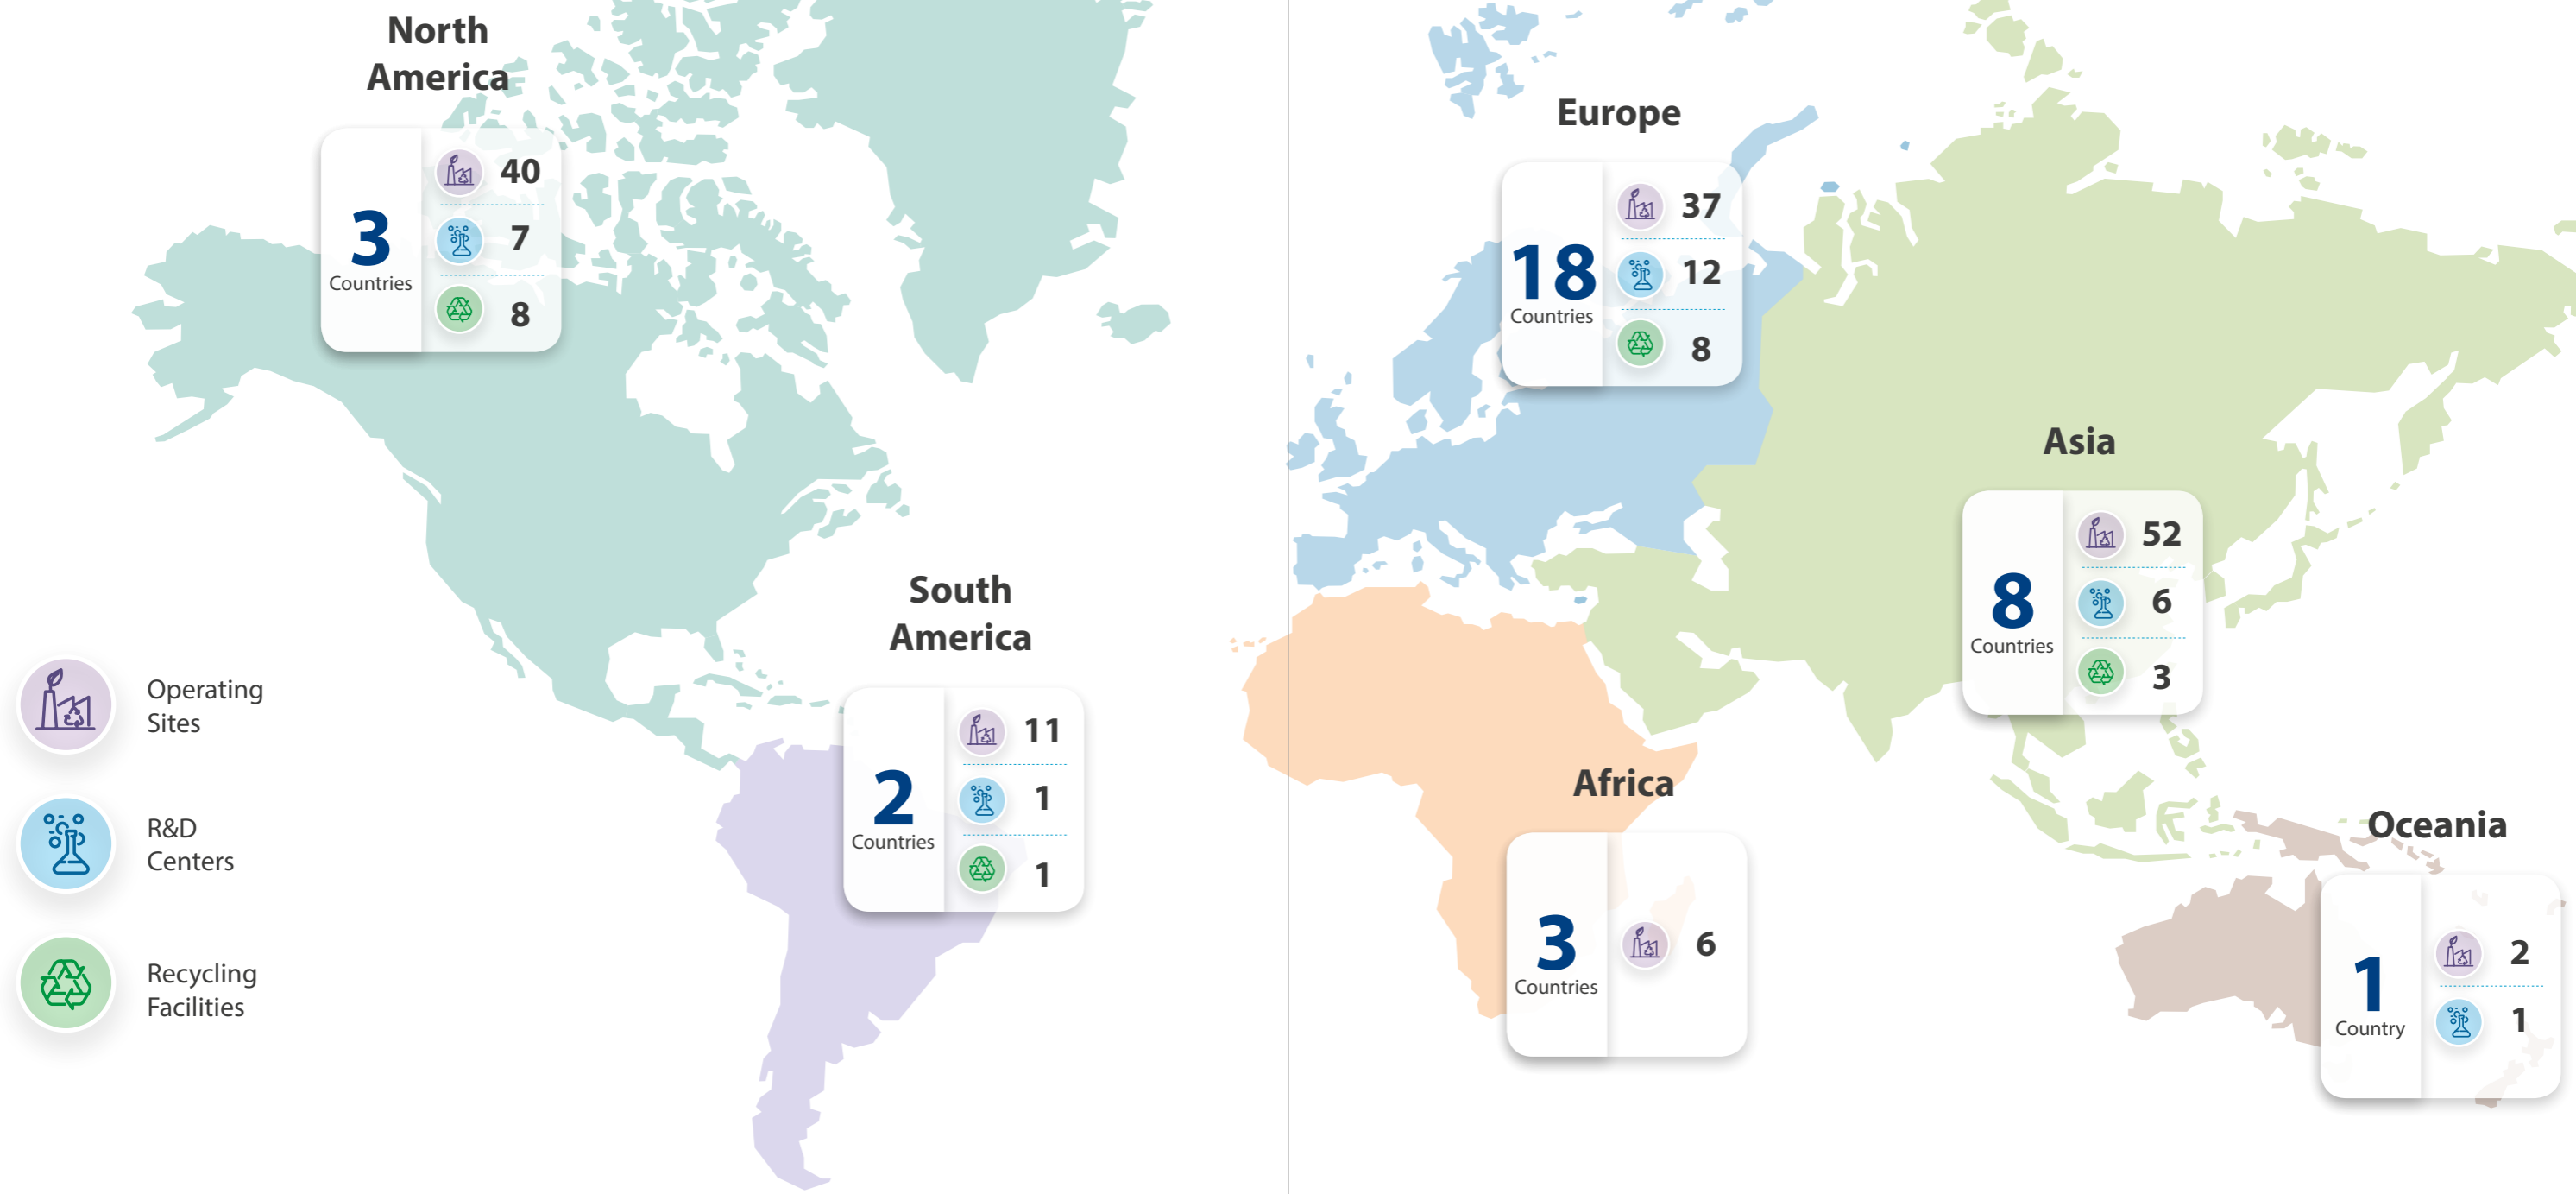 North
America
3
Countries
40
7
8
Europe
18
Countries
37
12
8
Asia
8
Countries
52
6
3
South
America
2
Countries
11
1
1
Africa
3
Countries
6
Oceania
1
Country
2
1
Operating
Sites
R&D
Centers
Recycling
Facilities